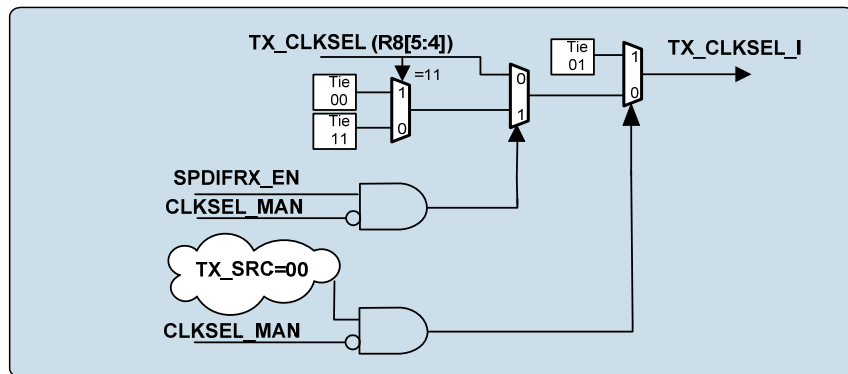 TX_CLKSEL (R8[5:4])
Tie
01
1
0
TX_CLKSEL_I
=11
Tie
00
1
0
Tie
11
0
1
SPDIFRX_EN
CLKSEL_MAN
TX_SRC=00
CLKSEL_MAN